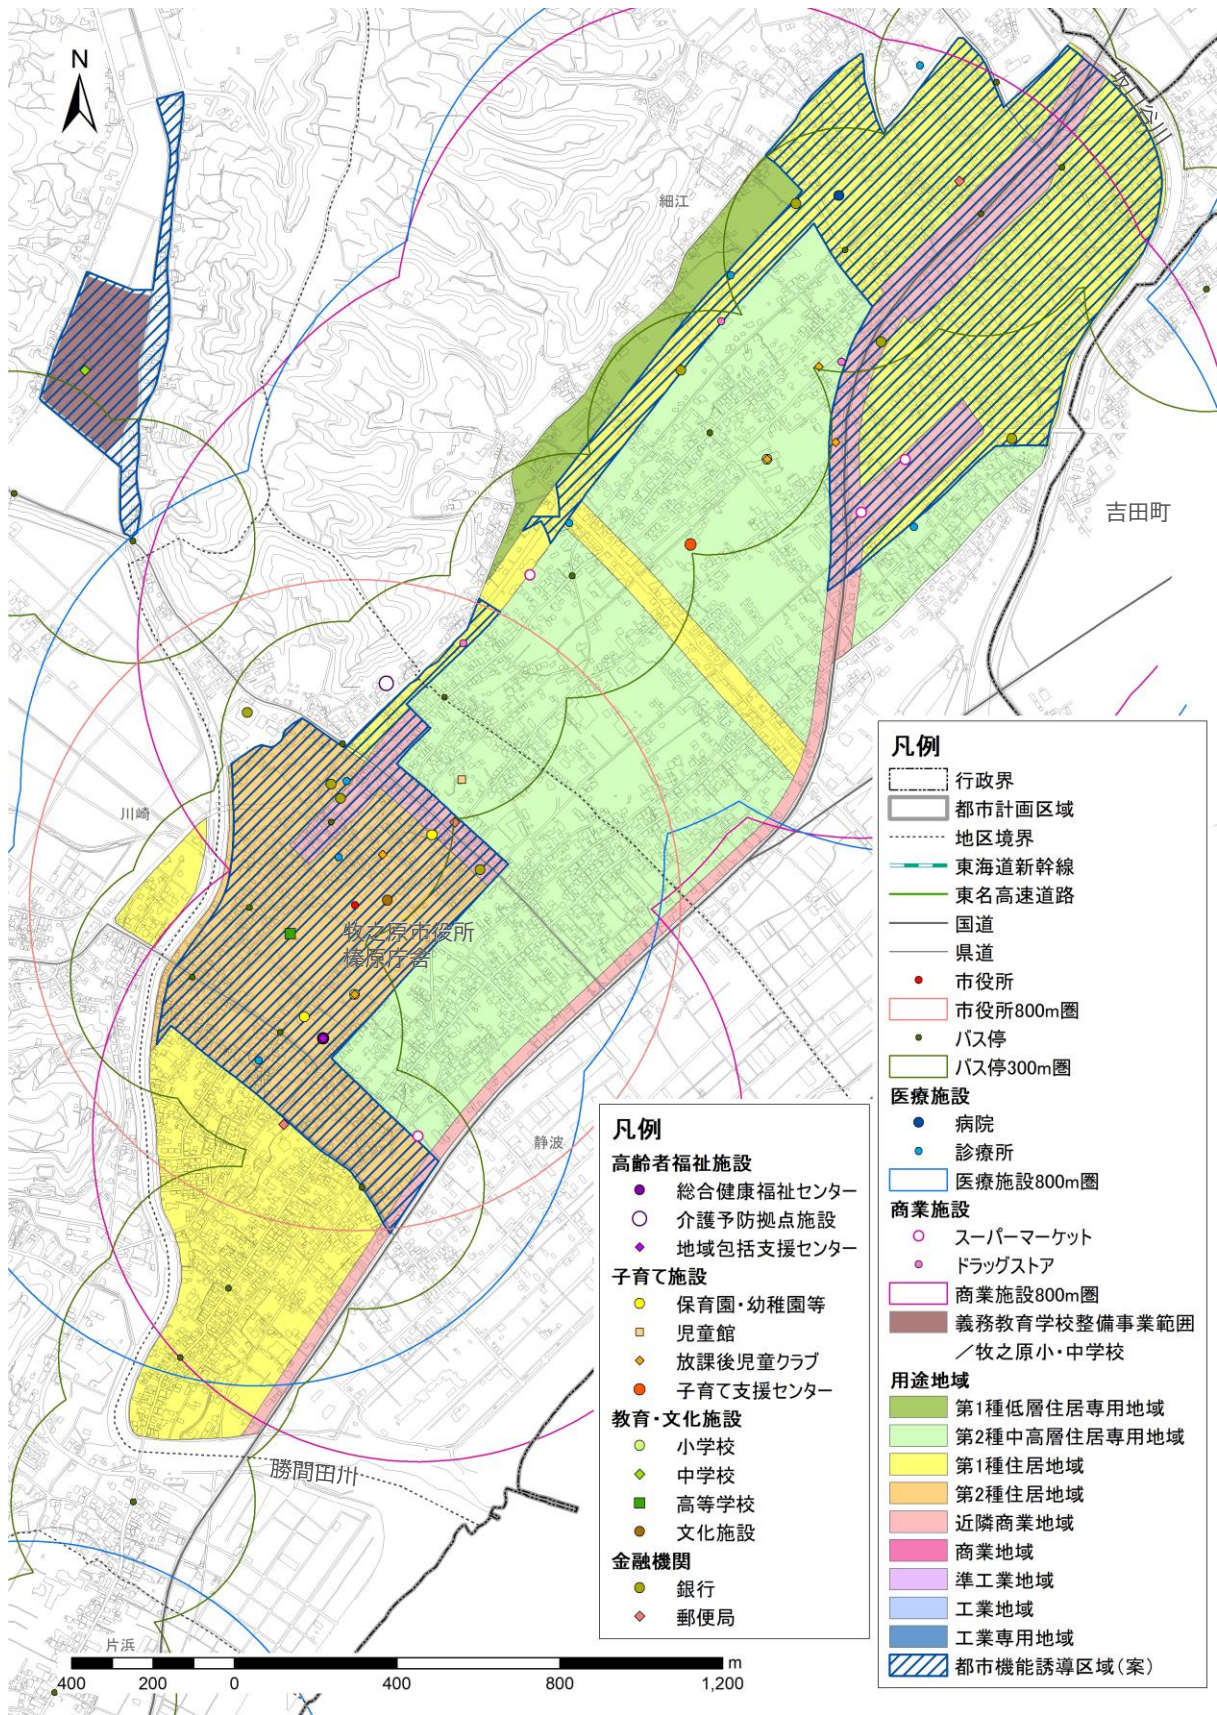 N
坂口谷川
細江
吉田町
川崎
牧之原市役所
榛原庁舎
静波
勝間田川
片浜
凡例
行政界
都市計画区域
地区境界
東海道新幹線
東名高速道路
国道
県道
市役所
市役所800m圏
バス停
バス停300m圏
医療施設
病院
診療所
医療施設800m圏
商業施設
スーパーマーケット
ドラッグストア
商業施設800m圏
義務教育学校整備事業範囲
／牧之原小・中学校
用途地域
第1種低層住居専用地域
第2種中高層住居専用地域
第1種住居地域
第2種住居地域
近隣商業地域
商業地域
準工業地域
工業地域
工業専用地域
都市機能誘導区域（案）
凡例
高齢者福祉施設
総合健康福祉センター
介護予防拠点施設
地域包括支援センター
子育て施設
保育園・幼稚園等
児童館
放課後児童クラブ
子育て支援センター
教育・文化施設
小学校
中学校
高等学校
文化施設
金融機関
銀行
郵便局
400 200 0 400 800 1,200 m